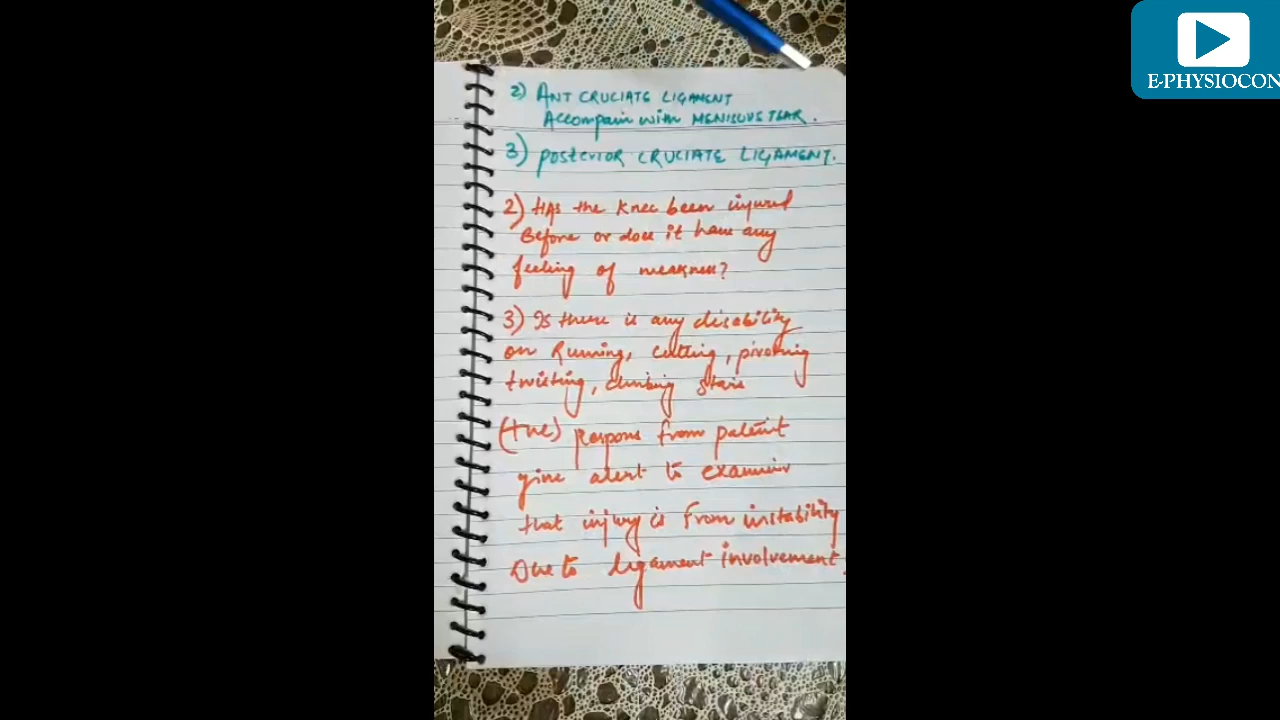 E-PHYSIOCON
2) ANT CRUCIATE LIGAMENT
Accompain with MENISCUS TEAR.
3) POSTERIOR CRUCIATE LIGAMENT.
2) HAS the Knee been injured
Before or does it have any
feeling of weakness?
3) Is there is any disability
on Running, cutting, pivoting
twisting, climbing stairs
(+ve) Respons from patient
give alert to examiner
that injury is from instability
Due to ligament involvement.